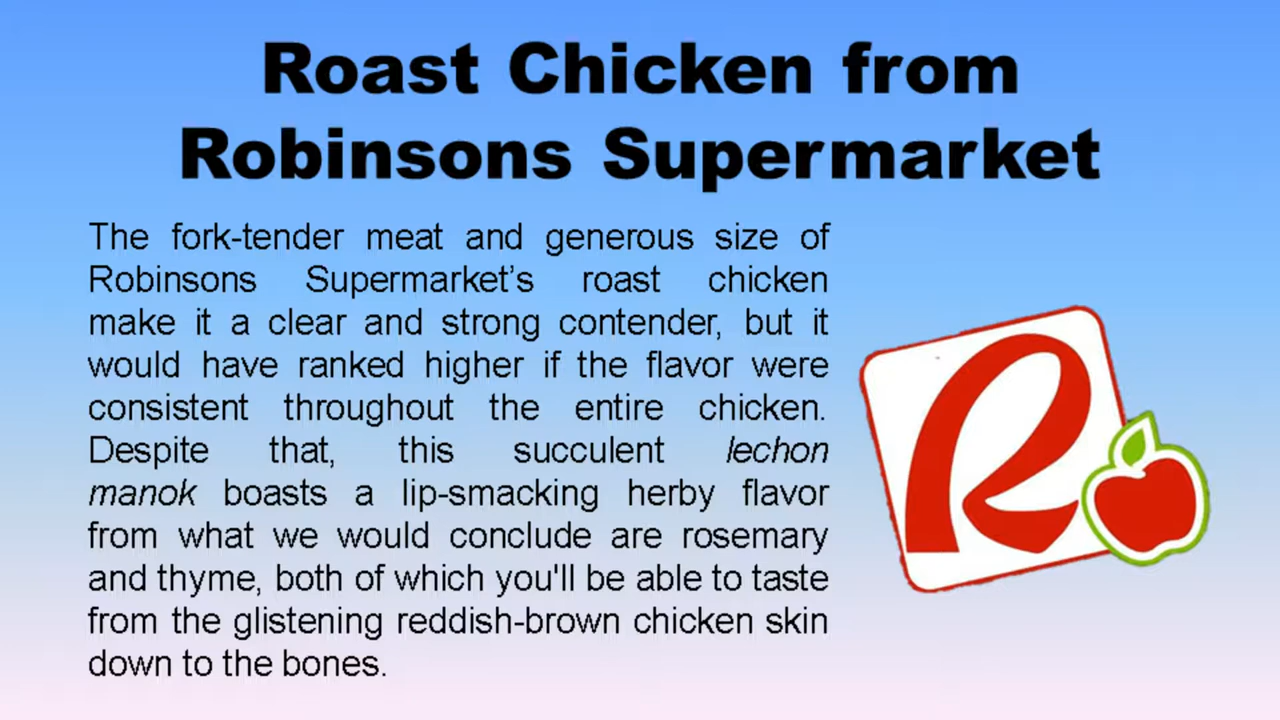 Roast Chicken from
Robinsons Supermarket
The fork-tender meat and generous size of
Robinsons Supermarket’s roast chicken
make it a clear and strong contender, but it
would have ranked higher if the flavor were
consistent throughout the entire chicken.
Despite that, this succulent lechon
manok boasts a lip-smacking herby flavor
from what we would conclude are rosemary
and thyme, both of which you'll be able to taste
from the glistening reddish-brown chicken skin
down to the bones.
R